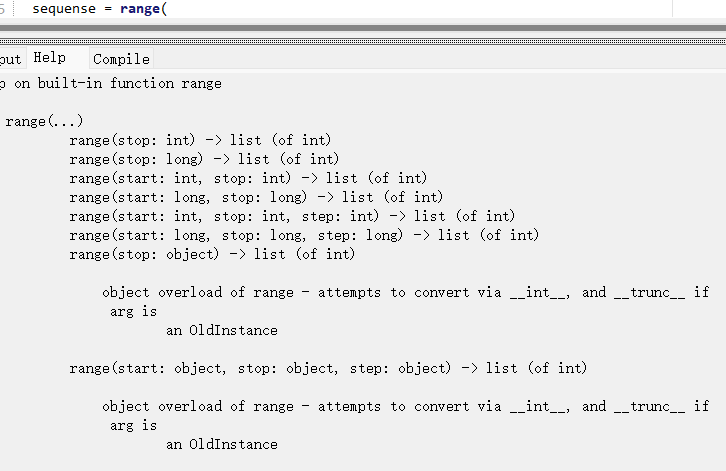 5 sequense = range(
put Help Compile
p on built-in function range
range(...)
range(stop: int) -> list (of int)
range(stop: long) -> list (of int)
range(start: int, stop: int) -> list (of int)
range(start: long, stop: long) -> list (of int)
range(start: int, stop: int, step: int) -> list (of int)
range(start: long, stop: long, step: long) -> list (of int)
range(stop: object) -> list (of int)
object overload of range - attempts to convert via __int__, and __trunc__ if
arg is
an OldInstance
range(start: object, stop: object, step: object) -> list (of int)
object overload of range - attempts to convert via __int__, and __trunc__ if
arg is
an OldInstance